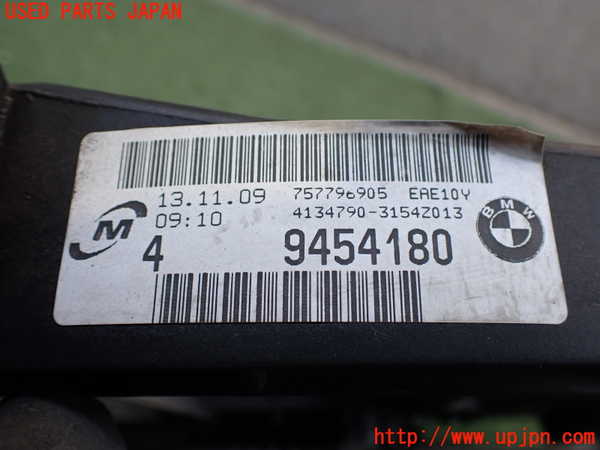 USED PARTS JAPAN
13.11.09 757796905 EAE10Y
09:10 4134790-3154Z013
M
4 9454180
BMW
http://www.upjpn.com/